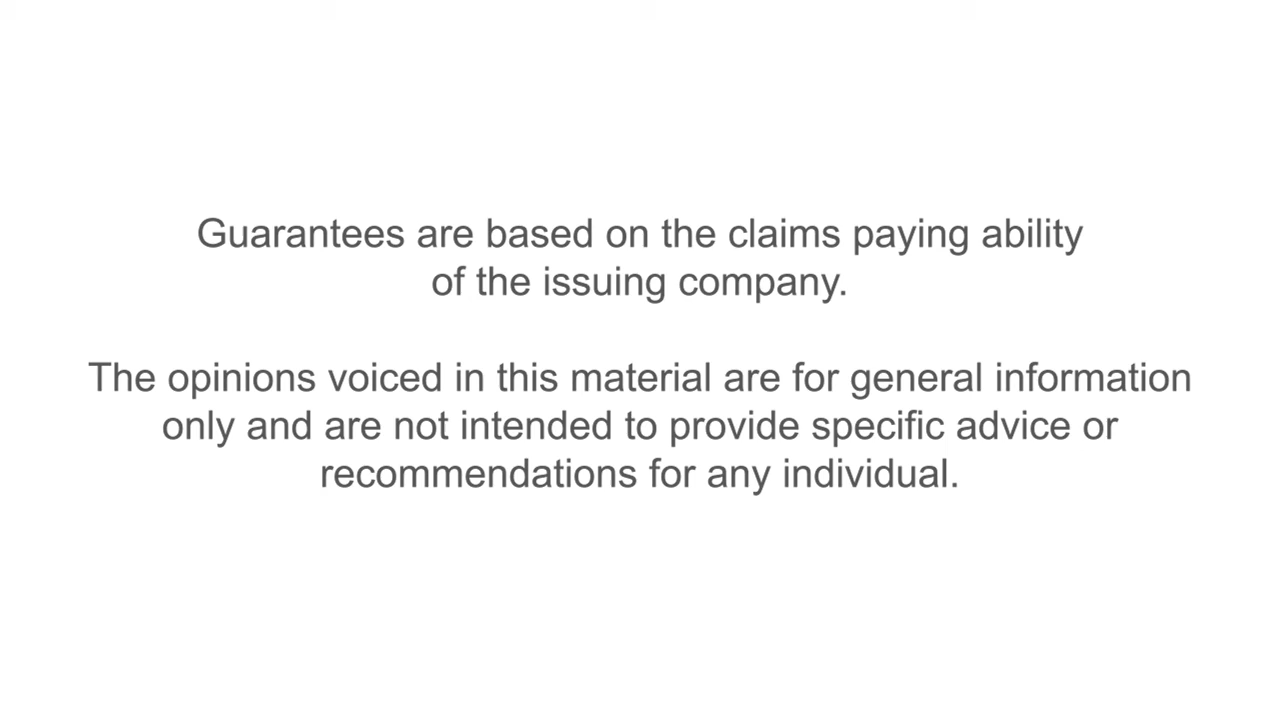 Guarantees are based on the claims paying ability
of the issuing company.
The opinions voiced in this material are for general information
only and are not intended to provide specific advice or
recommendations for any individual.